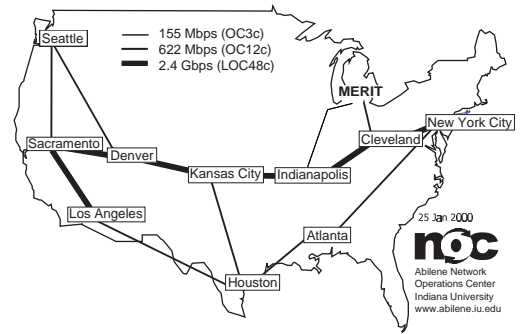 155 Mbps (OC3c)
622 Mbps (OC12c)
2.4 Gbps (LOC48c)
Seattle
MERIT
New York City
Cleveland
Sacramento
Denver
Kansas City
Indianapolis
Los Angeles
Atlanta
Houston
25 Jan 2000
noc
Abilene Network
Operations Center
Indiana University
www.abilene.iu.edu